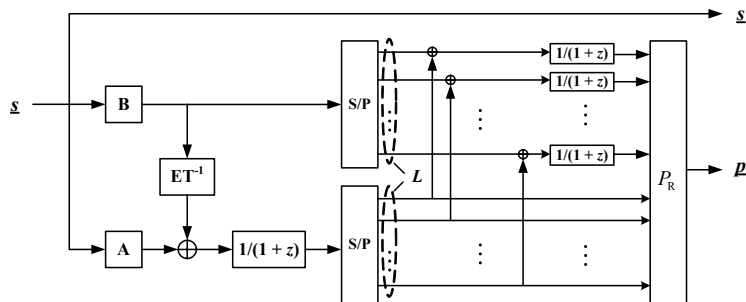 s
s
B
S/P
1/(1 + z)
1/(1 + z)
1/(1 + z)
ET⁻¹
L
P_R
p
A
1/(1 + z)
S/P